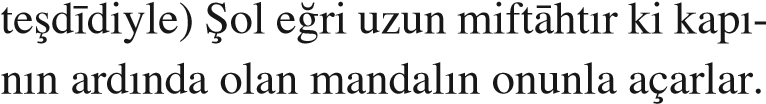 teşdīdiyle) Şol eğri uzun miftāhtır ki kapı-
nın ardında olan mandalın onunla açarlar.